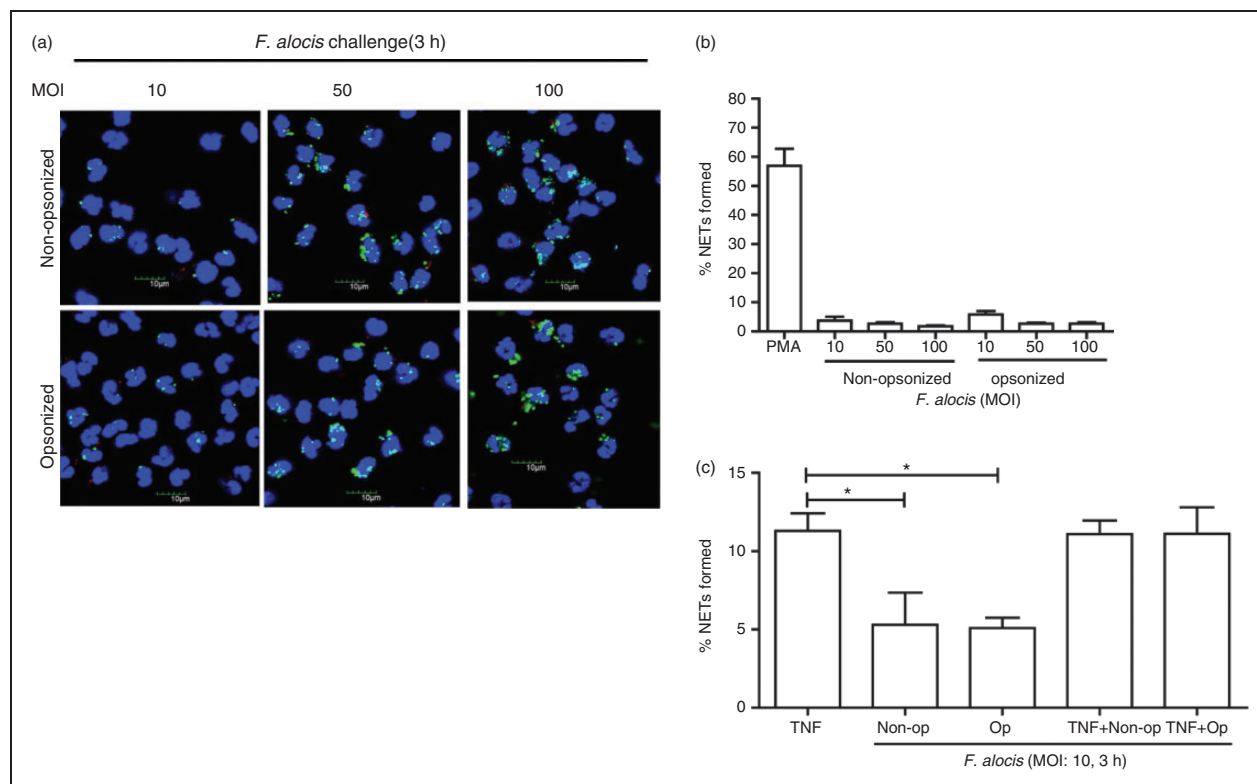 (a)
F. alocis challenge(3 h)
MOI 10 50 100
Non-opsonized
10µm 10µm 10µm
Opsonized
10µm 10µm 10µm
(b)
% NETs formed
80
70
60
50
40
30
20
10
0
PMA 10 50 100 10 50 100
Non-opsonized opsonized
F. alocis (MOI)
(c)
% NETs formed
15
10
5
0
*
*
TNF Non-op Op TNF+Non-op TNF+Op
F. alocis (MOI: 10, 3 h)